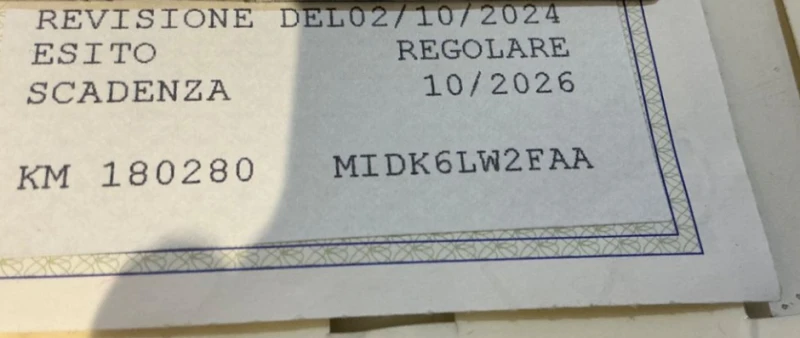 REVISIONE DEL02/10/2024
ESITO REGOLARE
SCADENZA 10/2026
KM 180280 MIDK6LW2FAA